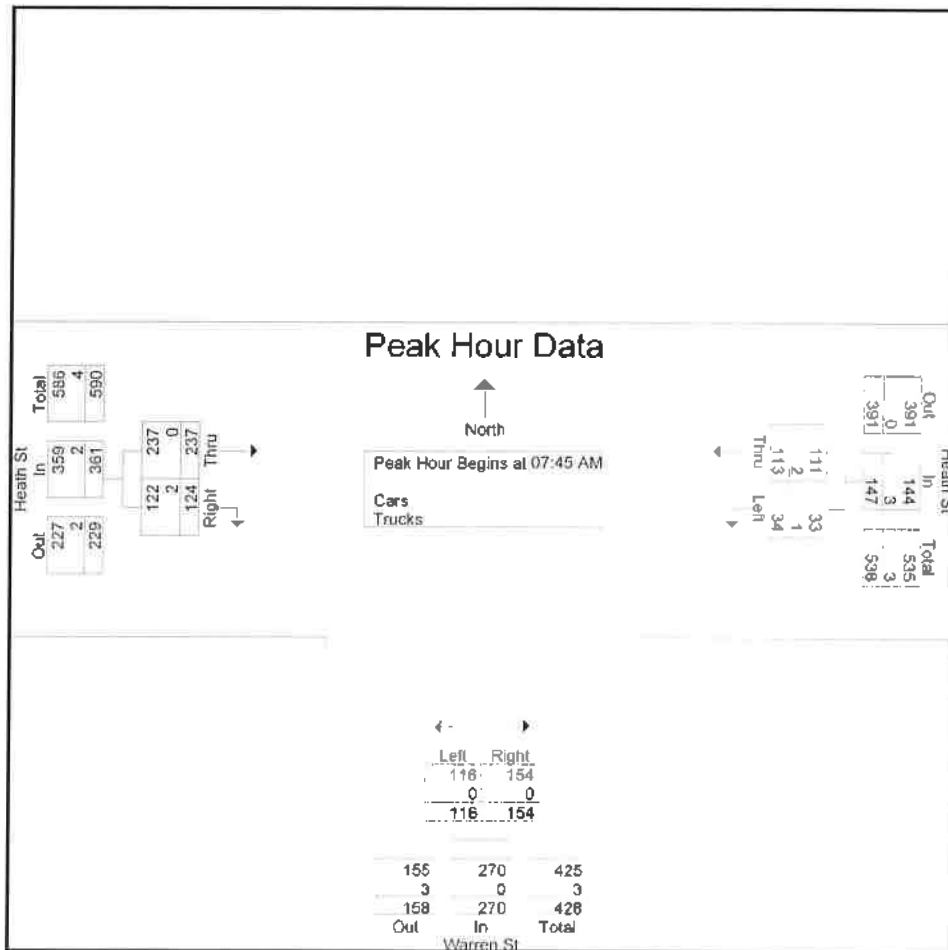 Peak Hour Data
North
Peak Hour Begins at 07:45 AM
Cars
Trucks
Heath St
Out In Total
227 359 586
2 2 4
229 361 590
122 237
2 0
124 237
Right Thru
Heath St
Out In Total
391 144 535
0 3 3
391 147 538
111 33
2 1
113 34
Thru Left
Left Right
116 154
0 0
116 154
155 270 425
3 0 3
158 270 428
Out In Total
Warren St